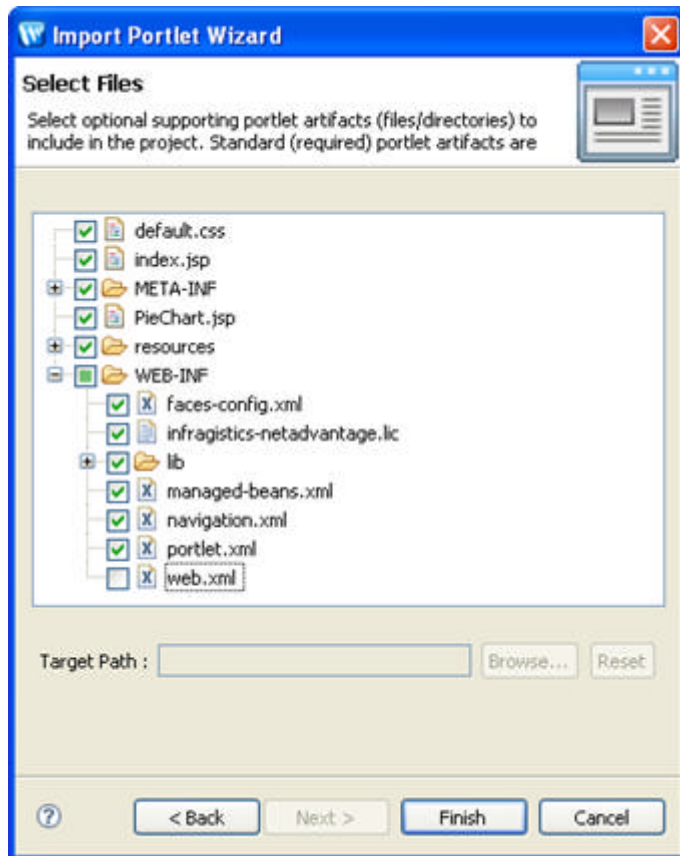 Import Portlet Wizard
Select Files
Select optional supporting portlet artifacts (files/directories) to
include in the project. Standard (required) portlet artifacts are
default.css
index.jsp
META-INF
PieChart.jsp
resources
WEB-INF
faces-config.xml
infragistics-netadvantage.lic
lib
managed-beans.xml
navigation.xml
portlet.xml
web.xml
Target Path : Browse... Reset
? < Back Next > Finish Cancel